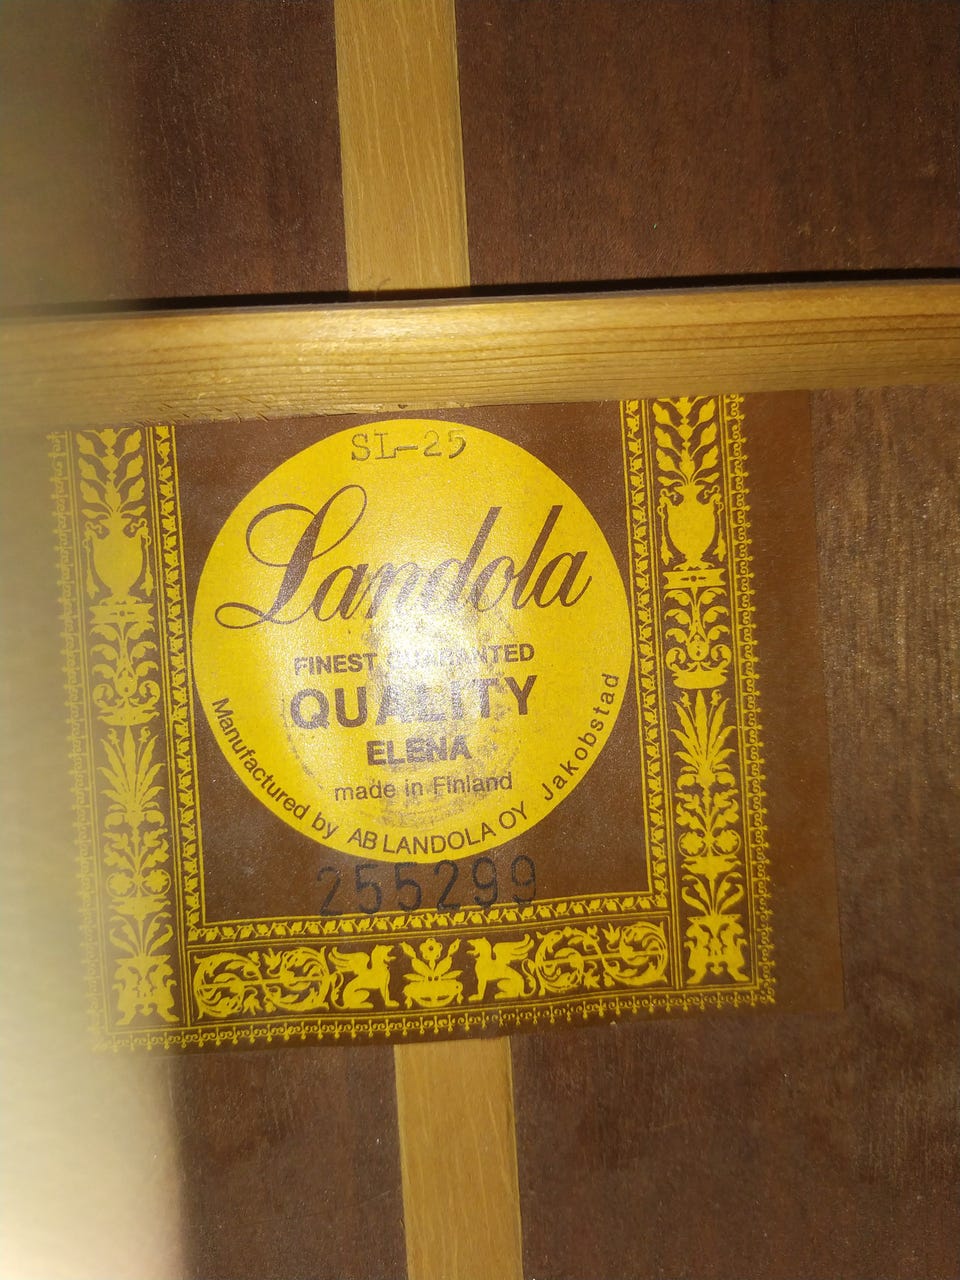 SL-25
Landola
FINEST GUARANTED
QUALITY
ELENA
made in Finland
Manufactured by AB LANDOLA OY Jakobstad
255299